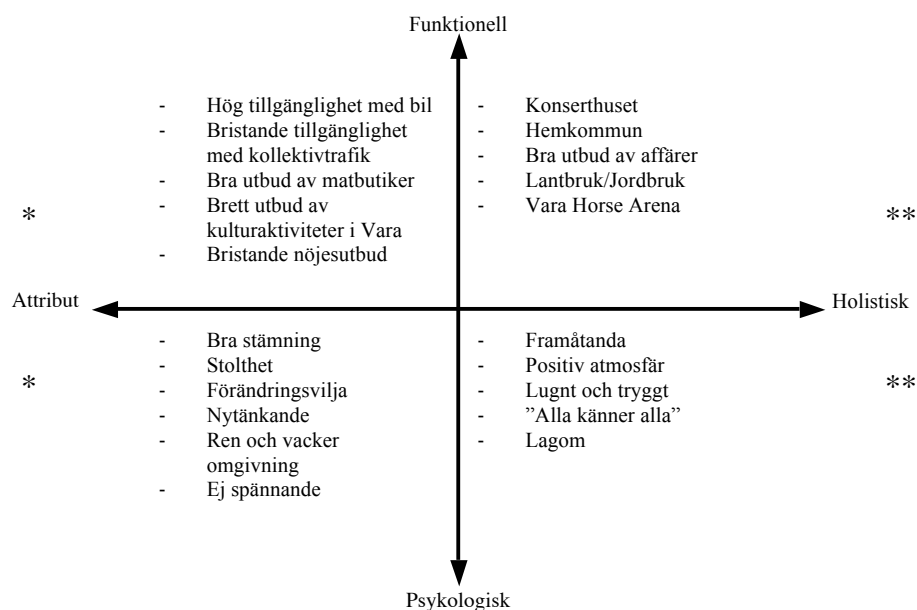 Funktionell
- Hög tillgänglighet med bil
- Bristande tillgänglighet
med kollektivtrafik
- Bra utbud av matbutiker
- Brett utbud av
kulturaktiviteter i Vara
- Bristande nöjesutbud
*
- Konserthuset
- Hemkommun
- Bra utbud av affärer
- Lantbruk/Jordbruk
- Vara Horse Arena
**
Attribut
Holistisk
- Bra stämning
- Stolthet
- Förändringsvilja
- Nytänkande
- Ren och vacker
omgivning
- Ej spännande
*
- Framåtanda
- Positiv atmosfär
- Lugnt och tryggt
- ”Alla känner alla”
- Lagom
**
Psykologisk